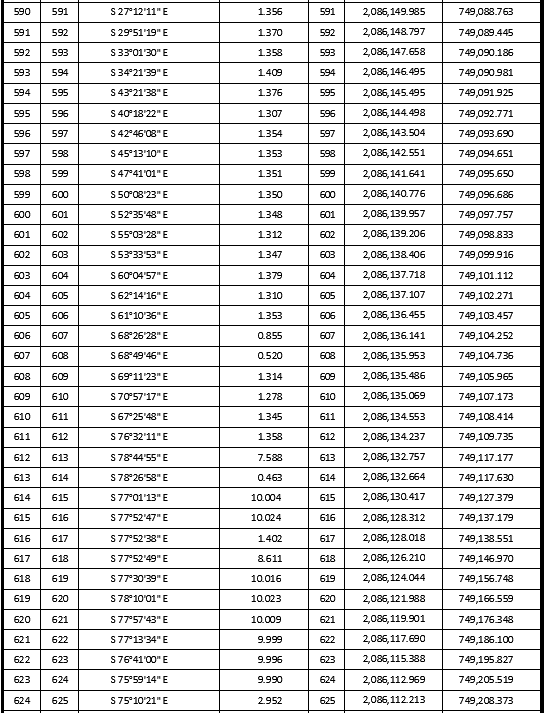 590 591 S 27°12'11" E 1.356 591 2,086,149.985 749,088.763
591 592 S 29°51'19" E 1.370 592 2,086,148.797 749,089.445
592 593 S 33°01'30" E 1.358 593 2,086,147.658 749,090.186
593 594 S 34°21'39" E 1.409 594 2,086,146.495 749,090.981
594 595 S 43°21'38" E 1.376 595 2,086,145.495 749,091.925
595 596 S 40°18'22" E 1.307 596 2,086,144.498 749,092.771
596 597 S 42°46'08" E 1.354 597 2,086,143.504 749,093.690
597 598 S 45°13'10" E 1.353 598 2,086,142.551 749,094.651
598 599 S 47°41'01" E 1.351 599 2,086,141.641 749,095.650
599 600 S 50°08'23" E 1.350 600 2,086,140.776 749,096.686
600 601 S 52°35'48" E 1.348 601 2,086,139.957 749,097.757
601 602 S 55°03'28" E 1.312 602 2,086,139.206 749,098.833
602 603 S 53°33'53" E 1.347 603 2,086,138.406 749,099.916
603 604 S 60°04'57" E 1.379 604 2,086,137.718 749,101.112
604 605 S 62°14'16" E 1.310 605 2,086,137.107 749,102.271
605 606 S 61°10'36" E 1.353 606 2,086,136.455 749,103.457
606 607 S 68°26'28" E 0.855 607 2,086,136.141 749,104.252
607 608 S 68°49'46" E 0.520 608 2,086,135.953 749,104.736
608 609 S 69°11'23" E 1.314 609 2,086,135.486 749,105.965
609 610 S 70°57'17" E 1.278 610 2,086,135.069 749,107.173
610 611 S 67°25'48" E 1.345 611 2,086,134.553 749,108.414
611 612 S 76°32'11" E 1.358 612 2,086,134.237 749,109.735
612 613 S 78°44'55" E 7.588 613 2,086,132.757 749,117.177
613 614 S 78°26'58" E 0.463 614 2,086,132.664 749,117.630
614 615 S 77°01'13" E 10.004 615 2,086,130.417 749,127.379
615 616 S 77°52'47" E 10.024 616 2,086,128.312 749,137.179
616 617 S 77°52'38" E 1.402 617 2,086,128.018 749,138.551
617 618 S 77°52'49" E 8.611 618 2,086,126.210 749,146.970
618 619 S 77°30'39" E 10.016 619 2,086,124.044 749,156.748
619 620 S 78°10'01" E 10.023 620 2,086,121.988 749,166.559
620 621 S 77°57'43" E 10.009 621 2,086,119.901 749,176.348
621 622 S 77°13'34" E 9.999 622 2,086,117.690 749,186.100
622 623 S 76°41'00" E 9.996 623 2,086,115.388 749,195.827
623 624 S 75°59'14" E 9.990 624 2,086,112.969 749,205.519
624 625 S 75°10'21" E 2.952 625 2,086,112.213 749,208.373